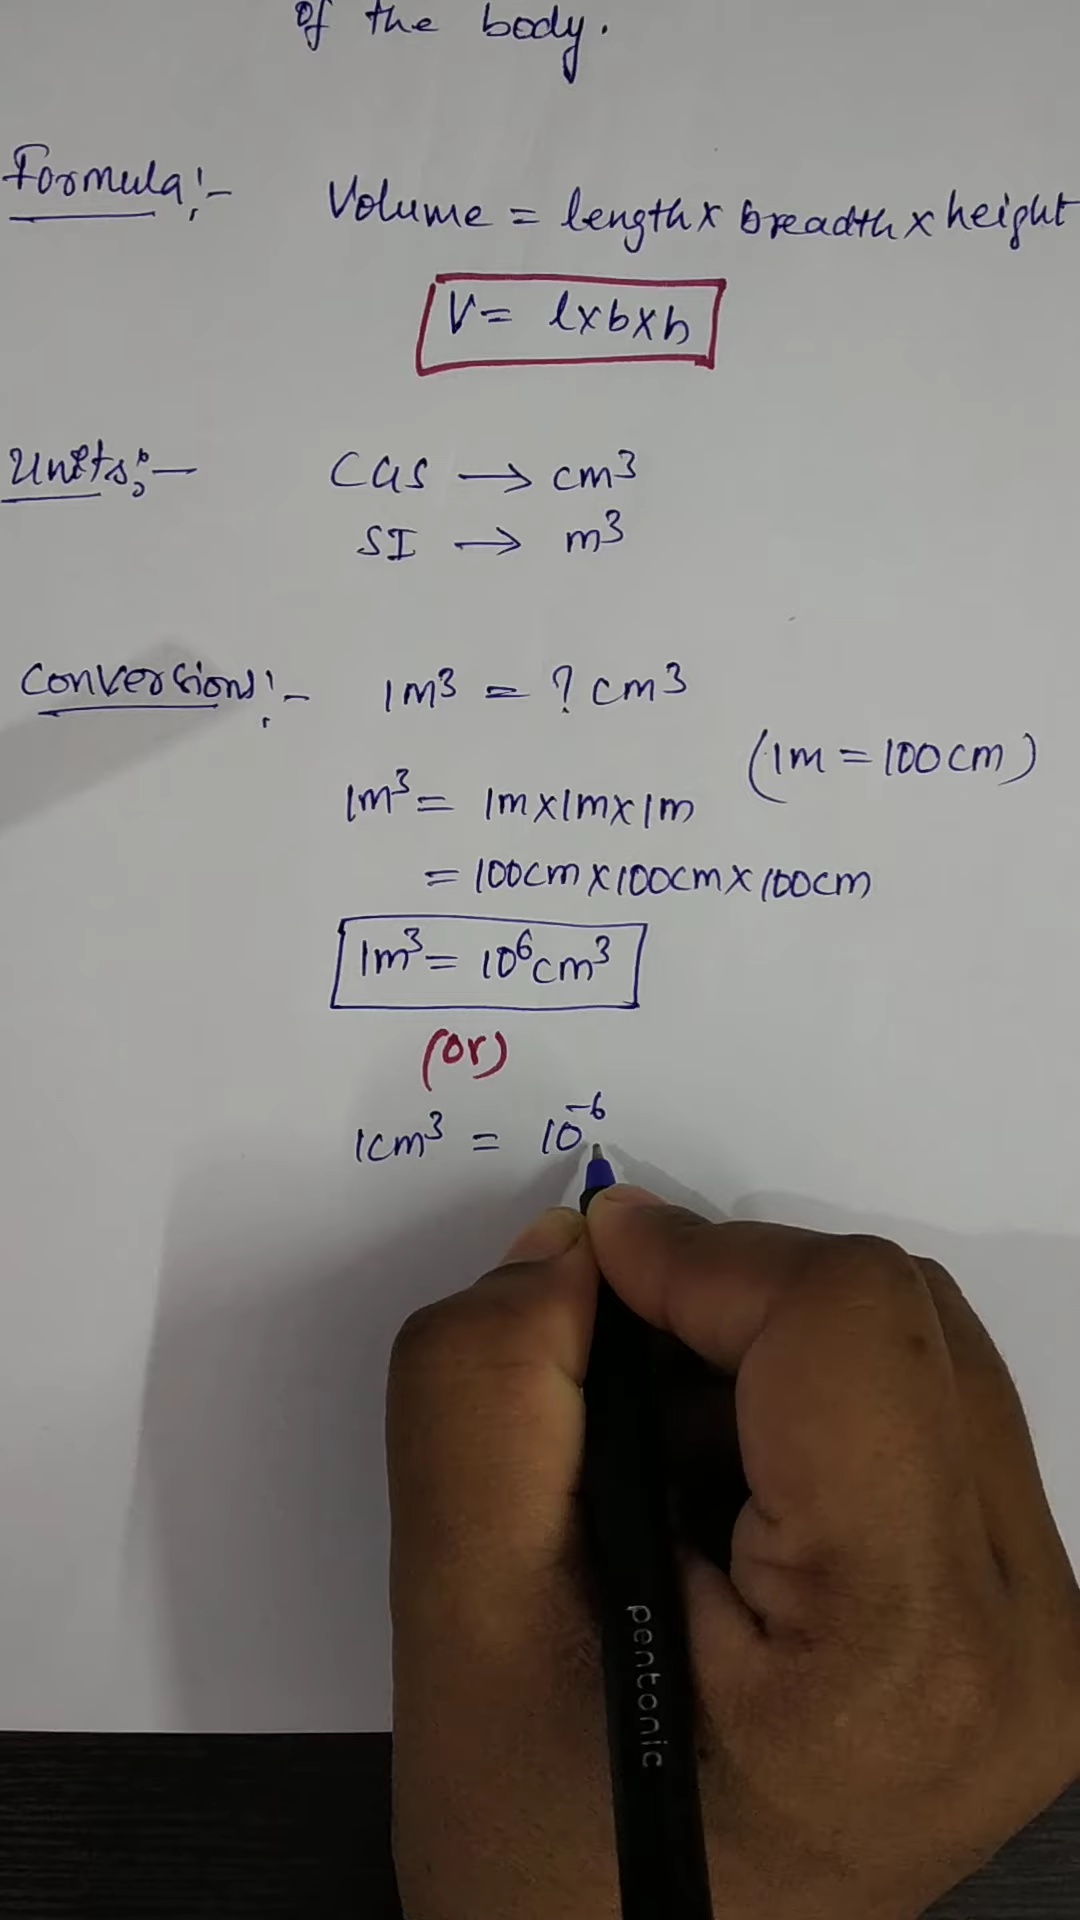 of the body.
Formula:- Volume = length x breadth x height
V = l x b x h
Units:- CGS → cm³
SI → m³
Conversion:- 1m³ = ? cm³
(1m = 100cm)
1m³ = 1m x 1m x 1m
= 100cm x 100cm x 100cm
1m³ = 10⁶cm³
(or)
1cm³ = 10⁻⁶
pentonic